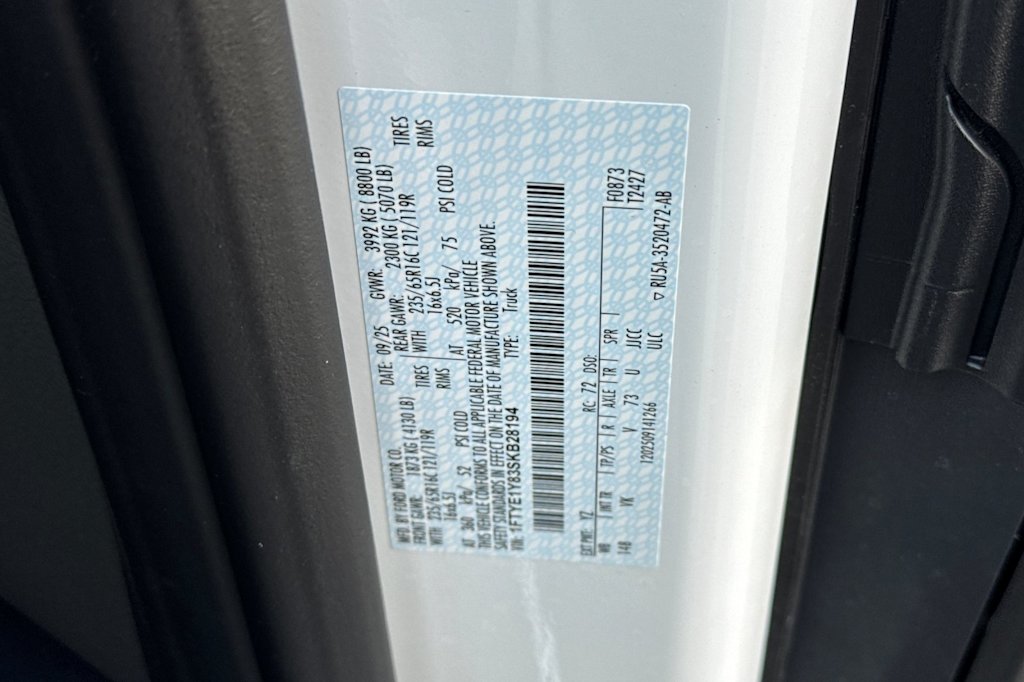 MFD. BY FORD MOTOR CO. DATE: 09/25 GVWR: 3992 KG ( 8800 LB)
FRONT GAWR: 1873 KG ( 4130 LB) REAR GAWR: 2300 KG ( 5070 LB)
WITH 235/65R16C 121/119R TIRES WITH 235/65R16C 121/119R TIRES
16x6.5J RIMS 16x6.5J RIMS
AT 360 kPa/ 52 PSI COLD AT 520 kPa/ 75 PSI COLD
THIS VEHICLE CONFORMS TO ALL APPLICABLE FEDERAL MOTOR VEHICLE
SAFETY STANDARDS IN EFFECT ON THE DATE OF MANUFACTURE SHOWN ABOVE.
VIN: 1FTYE1Y83SKB28194 TYPE: Truck
EXT PNT: YZ RC: 72 DSO: F0873
WB | INT TR | TP/PS | R | AXLE | TR | SPR | T2427
148 VK V 73 U JJCC
ULC
1202509141266 ▽ RU5A-3520472-AB